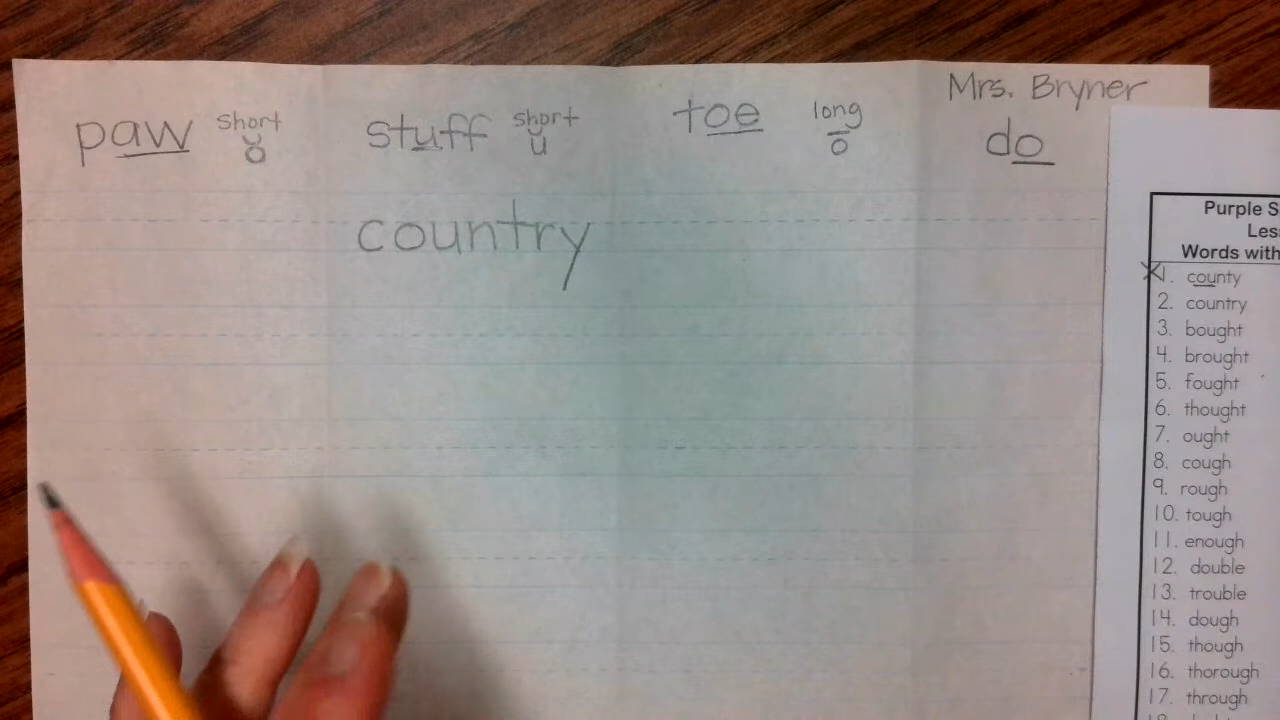 Mrs. Bryner
paw short ŏ stuff short ŭ toe long ō do
country
Purple S
Les
Words with
1. county
2. country
3. bought
4. brought
5. fought
6. thought
7. ought
8. cough
9. rough
10. tough
11. enough
12. double
13. trouble
14. dough
15. though
16. thorough
17. through